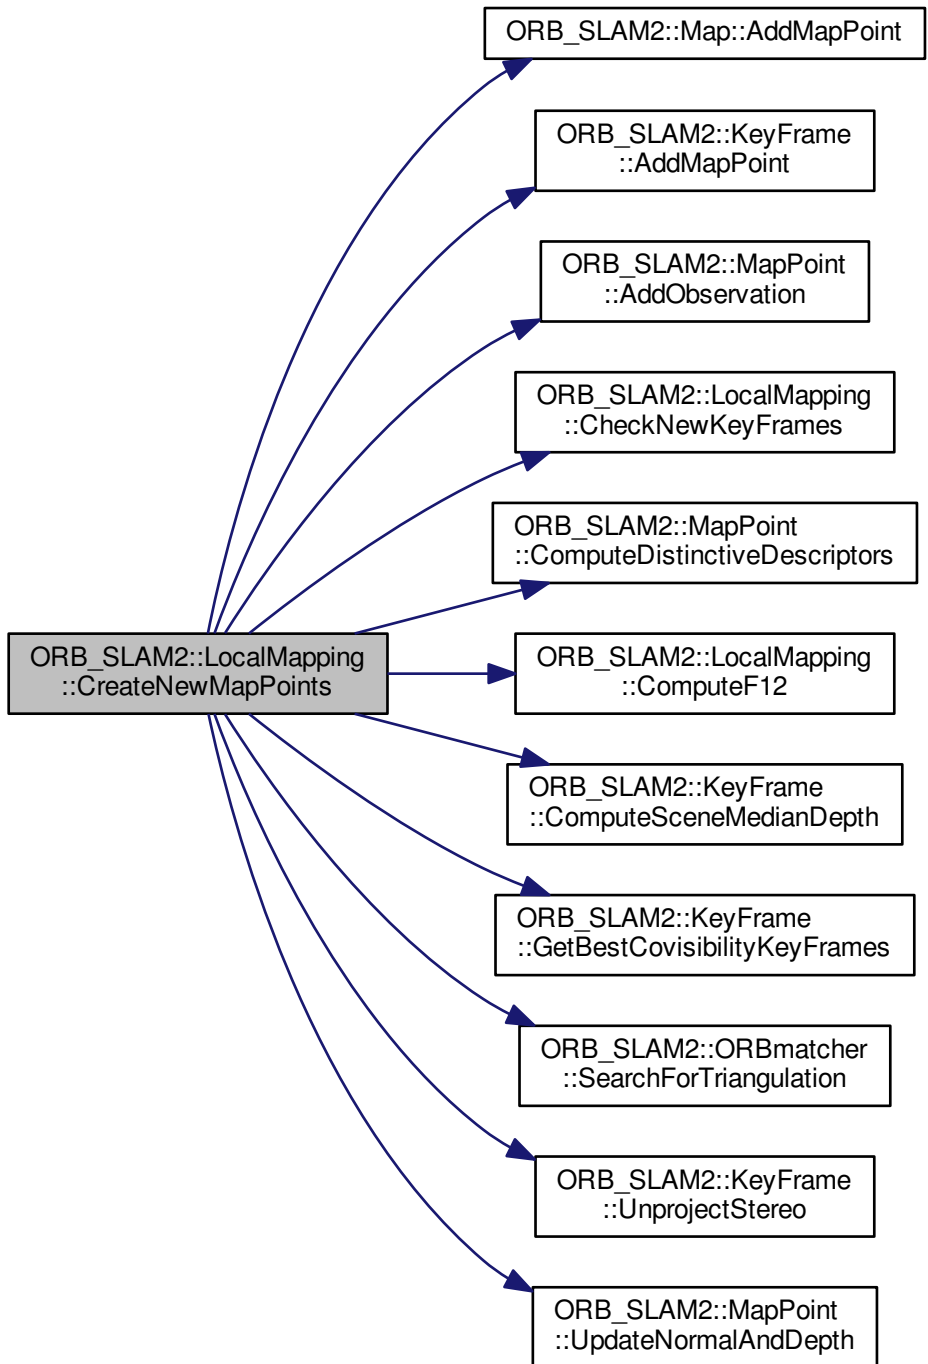 ORB_SLAM2::Map::AddMapPoint
ORB_SLAM2::KeyFrame
::AddMapPoint
ORB_SLAM2::MapPoint
::AddObservation
ORB_SLAM2::LocalMapping
::CheckNewKeyFrames
ORB_SLAM2::MapPoint
::ComputeDistinctiveDescriptors
ORB_SLAM2::LocalMapping
::CreateNewMapPoints
ORB_SLAM2::LocalMapping
::ComputeF12
ORB_SLAM2::KeyFrame
::ComputeSceneMedianDepth
ORB_SLAM2::KeyFrame
::GetBestCovisibilityKeyFrames
ORB_SLAM2::ORBmatcher
::SearchForTriangulation
ORB_SLAM2::KeyFrame
::UnprojectStereo
ORB_SLAM2::MapPoint
::UpdateNormalAndDepth